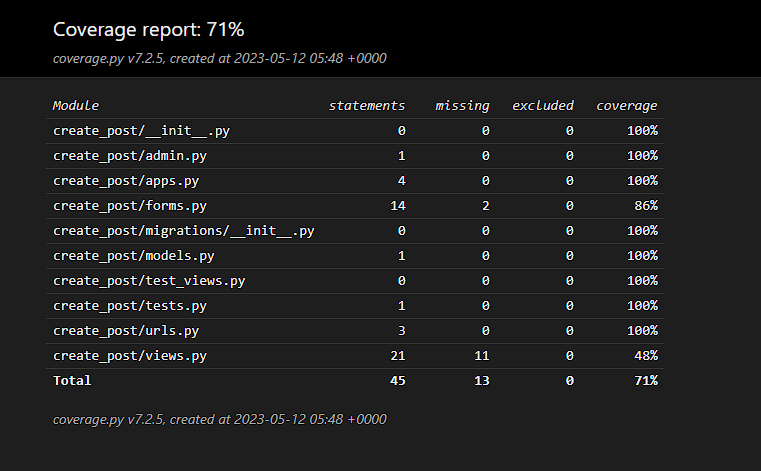 Coverage report: 71%
coverage.py v7.2.5, created at 2023-05-12 05:48 +0000
Module statements missing excluded coverage
create_post/__init__.py 0 0 0 100%
create_post/admin.py 1 0 0 100%
create_post/apps.py 4 0 0 100%
create_post/forms.py 14 2 0 86%
create_post/migrations/__init__.py 0 0 0 100%
create_post/models.py 1 0 0 100%
create_post/test_views.py 0 0 0 100%
create_post/tests.py 1 0 0 100%
create_post/urls.py 3 0 0 100%
create_post/views.py 21 11 0 48%
Total 45 13 0 71%
coverage.py v7.2.5, created at 2023-05-12 05:48 +0000